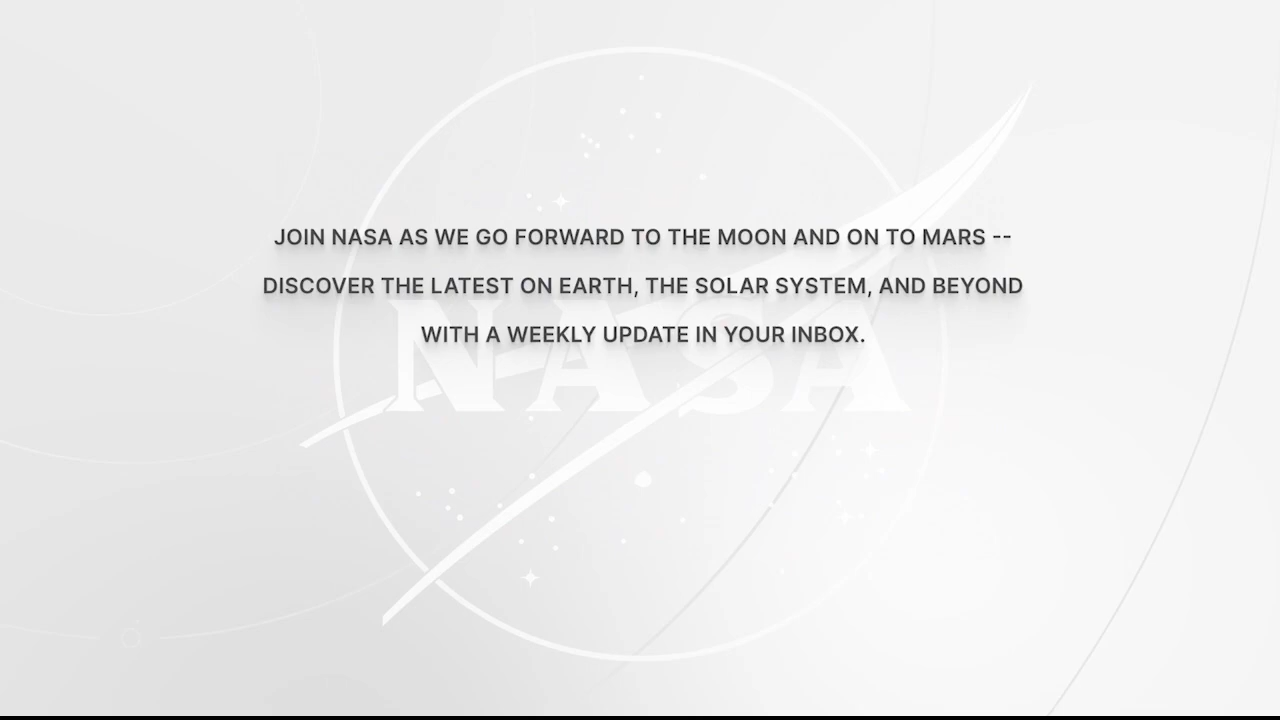 JOIN NASA AS WE GO FORWARD TO THE MOON AND ON TO MARS --
DISCOVER THE LATEST ON EARTH, THE SOLAR SYSTEM, AND BEYOND
WITH A WEEKLY UPDATE IN YOUR INBOX.
NASA